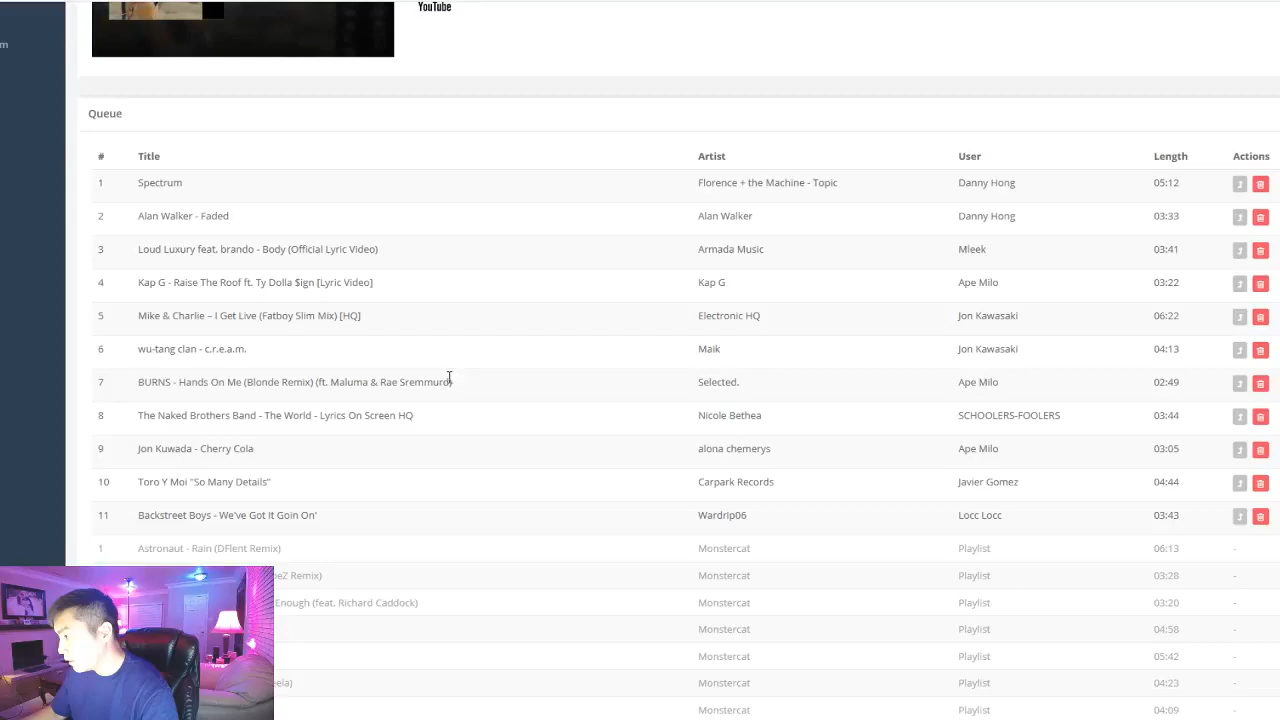 m
YouTube
Queue
# Title Artist User Length Actions
1 Spectrum Florence + the Machine - Topic Danny Hong 05:12
2 Alan Walker - Faded Alan Walker Danny Hong 03:33
3 Loud Luxury feat. brando - Body (Official Lyric Video) Armada Music Mleek 03:41
4 Kap G - Raise The Roof ft. Ty Dolla $ign [Lyric Video] Kap G Ape Milo 03:22
5 Mike & Charlie – I Get Live (Fatboy Slim Mix) [HQ] Electronic HQ Jon Kawasaki 06:22
6 wu-tang clan - c.r.e.a.m. Maik Jon Kawasaki 04:13
7 BURNS - Hands On Me (Blonde Remix) (ft. Maluma & Rae Sremmurd) Selected. Ape Milo 02:49
8 The Naked Brothers Band - The World - Lyrics On Screen HQ Nicole Bethea SCHOOLERS-FOOLERS 03:44
9 Jon Kuwada - Cherry Cola alona chemerys Ape Milo 03:05
10 Toro Y Moi "So Many Details" Carpark Records Javier Gomez 04:44
11 Backstreet Boys - We've Got It Goin On' Wardrip06 Locc Locc 03:43
1 Astronaut - Rain (DFlent Remix) Monstercat Playlist 06:13 -
eZ Remix) Monstercat Playlist 03:28 -
Enough (feat. Richard Caddock) Monstercat Playlist 03:20 -
Monstercat Playlist 04:58 -
Monstercat Playlist 05:42 -
eela) Monstercat Playlist 04:23 -
Monstercat Playlist 04:09 -